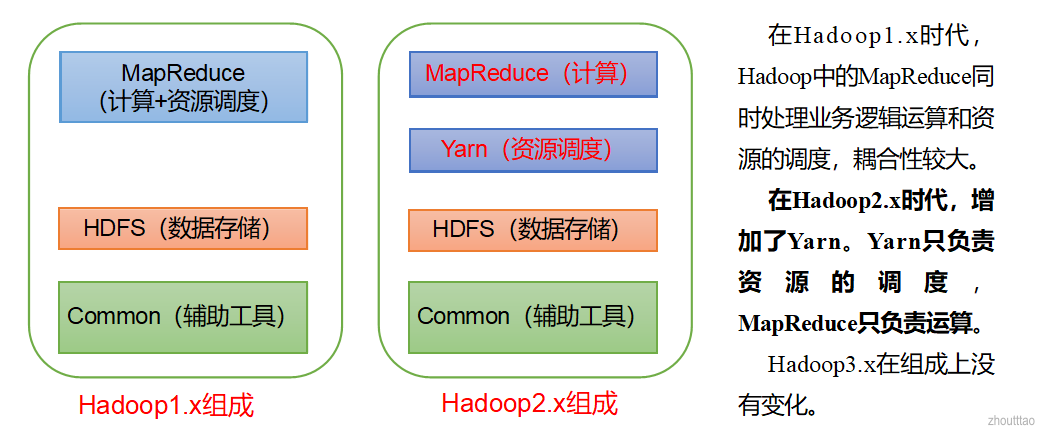 MapReduce
（计算+资源调度）
HDFS（数据存储）
Common（辅助工具）
Hadoop1.x组成
MapReduce（计算）
Yarn（资源调度）
HDFS（数据存储）
Common（辅助工具）
Hadoop2.x组成
在Hadoop1.x时代，
Hadoop中的MapReduce同
时处理业务逻辑运算和资
源的调度，耦合性较大。
在Hadoop2.x时代，增
加了Yarn。Yarn只负责
资源的调度，
MapReduce只负责运算。
Hadoop3.x在组成上没
有变化。
zhoutttao